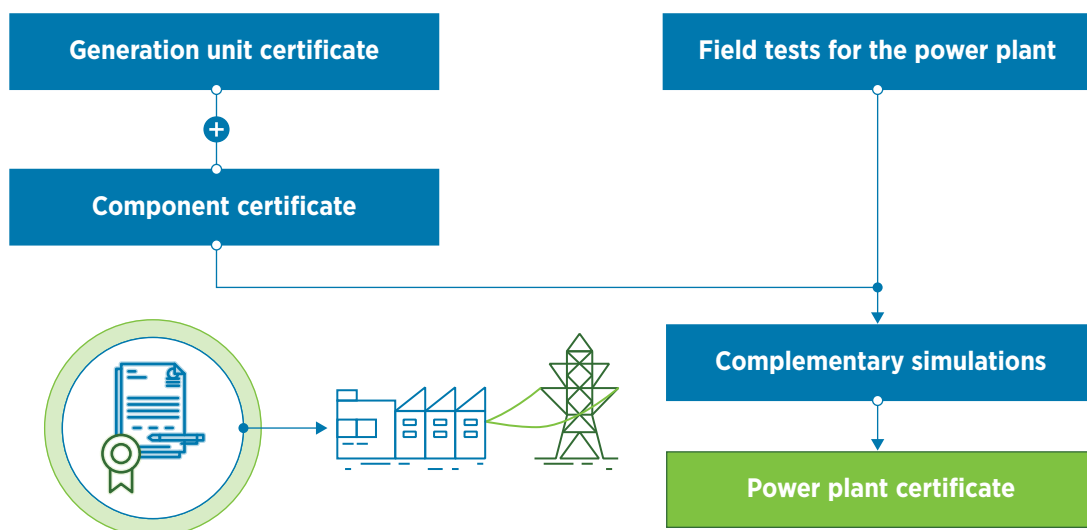 Generation unit certificate
Field tests for the power plant
Component certificate
Complementary simulations
Power plant certificate